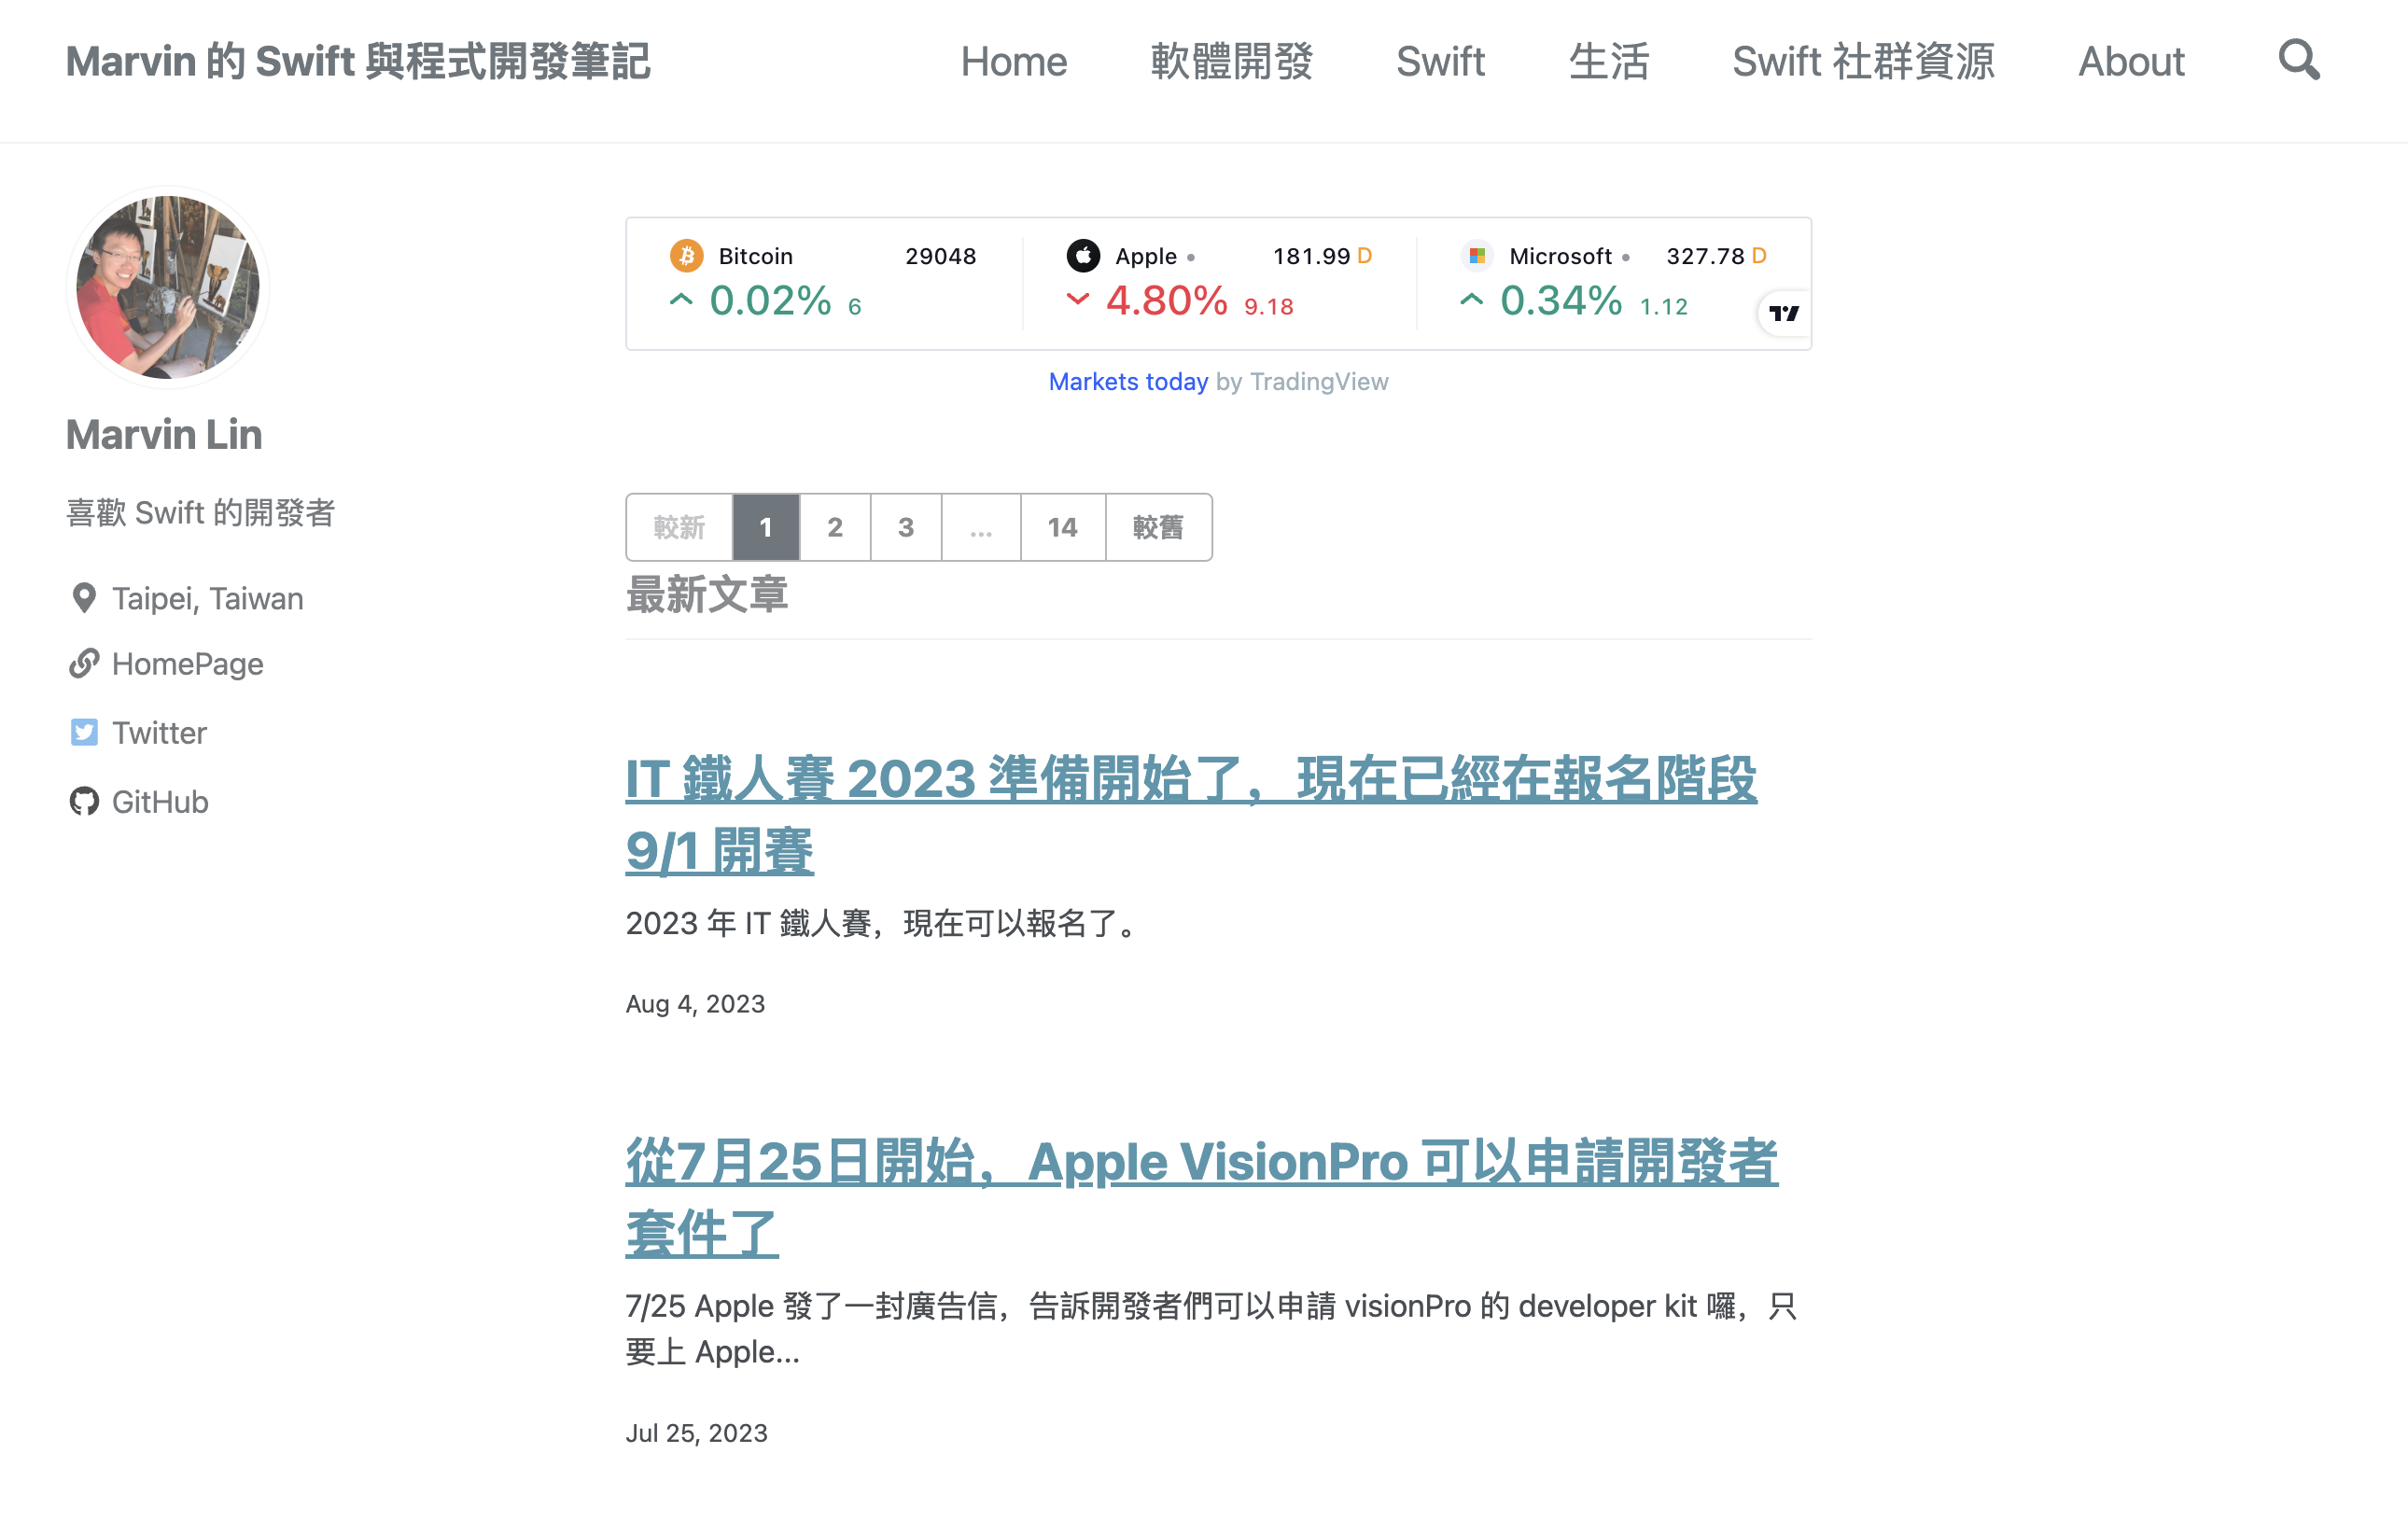 Marvin 的 Swift 與程式開發筆記
Home 軟體開發 Swift 生活 Swift 社群資源 About
Marvin Lin
喜歡 Swift 的開發者
Taipei, Taiwan
HomePage
Twitter
GitHub
Bitcoin 29048
0.02% 6
Apple 181.99 D
4.80% 9.18
Microsoft 327.78 D
0.34% 1.12
Markets today by TradingView
較新 1 2 3 … 14 較舊
最新文章
IT 鐵人賽 2023 準備開始了，現在已經在報名階段
9/1 開賽
2023 年 IT 鐵人賽，現在可以報名了。
Aug 4, 2023
從7月25日開始，Apple VisionPro 可以申請開發者
套件了
7/25 Apple 發了一封廣告信，告訴開發者們可以申請 visionPro 的 developer kit 囉，只
要上 Apple...
Jul 25, 2023